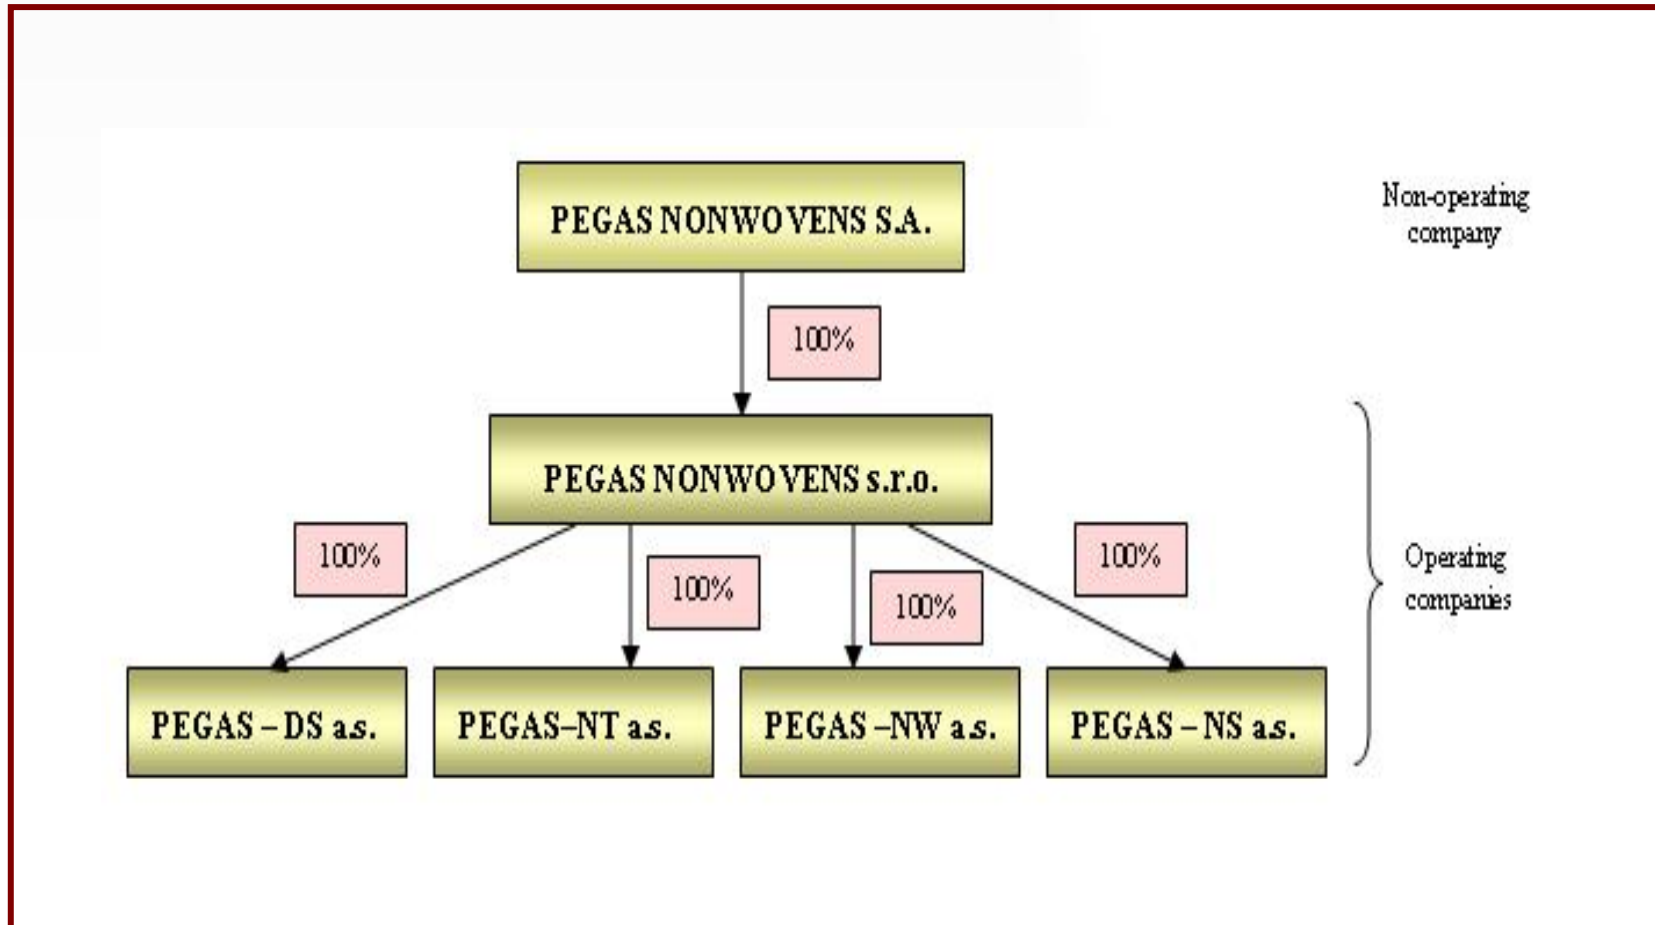 PEGAS NONWOVENS S.A.
Non-operating
company
100%
PEGAS NONWOVENS s.r.o.
100%
100%
100%
100%
Operating
companies
PEGAS – DS a.s.
PEGAS–NT a.s.
PEGAS –NW a.s.
PEGAS – NS a.s.